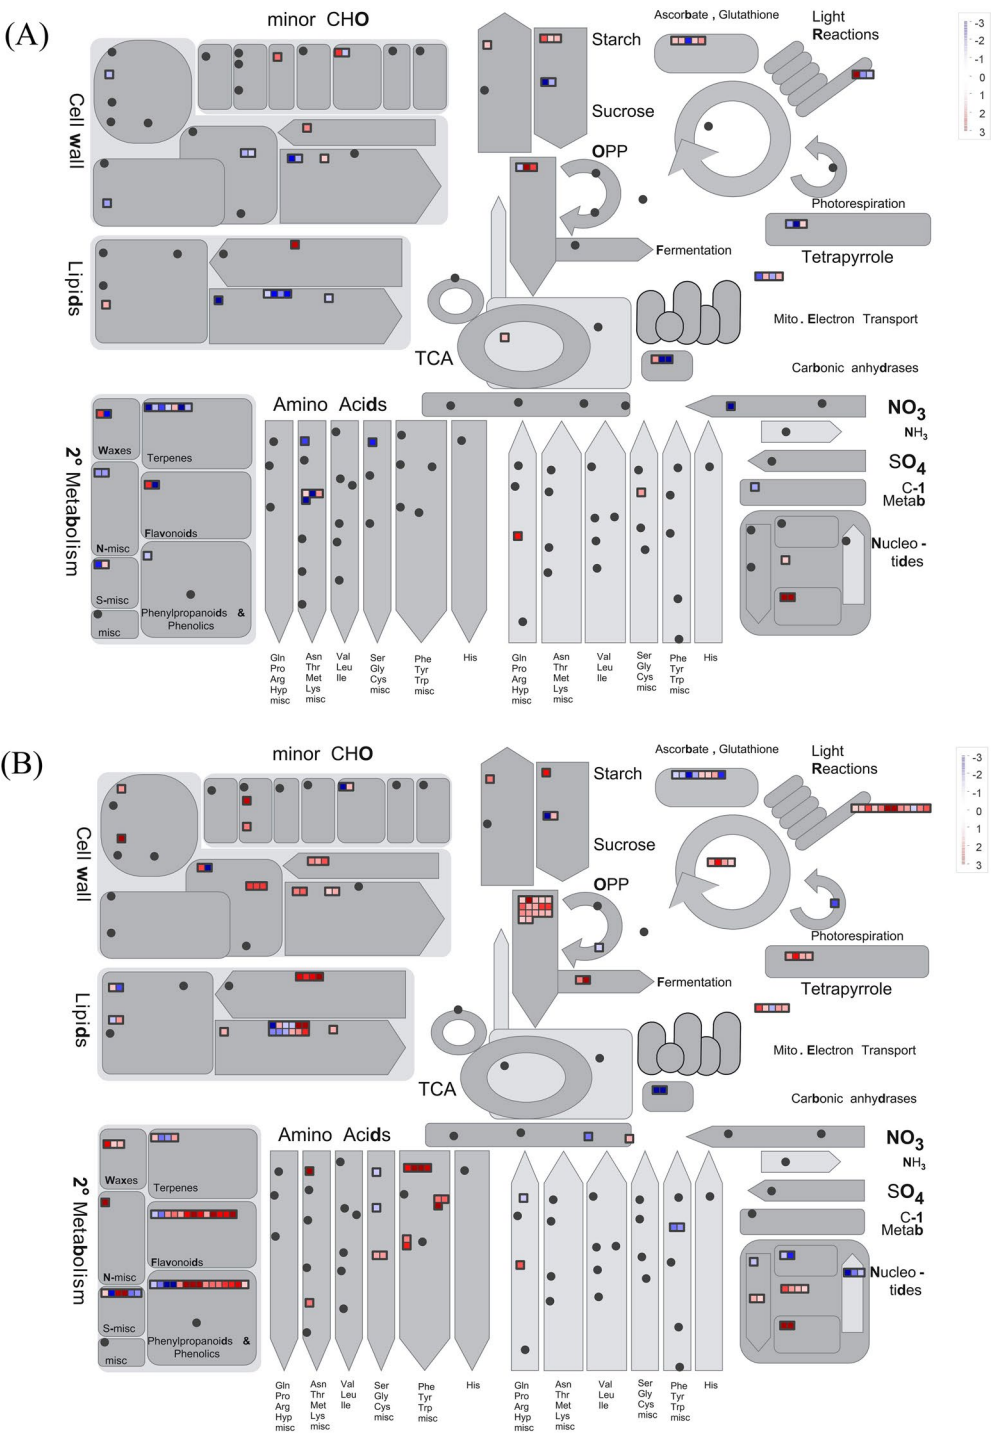 (A)
minor CHO
Ascorbate , Glutathione
Light
Reactions
-3
-2
-1
0
1
2
3
Starch
Cell wall
Sucrose
OPP
Photorespiration
Fermentation
Tetrapyrrole
Lipids
Mito . Electron Transport
TCA
Carbonic anhydrases
Amino Acids
NO3
NH3
SO4
C-1
Metab
Nucleo -
tides
2° Metabolism
Waxes
Terpenes
Flavonoids
N-misc
S-misc
Phenylpropanoids &
Phenolics
misc
Gln
Pro
Arg
Hyp
misc
Asn
Thr
Met
Lys
misc
Val
Leu
Ile
Ser
Gly
Cys
misc
Phe
Tyr
Trp
misc
His
Gln
Pro
Arg
Hyp
misc
Asn
Thr
Met
Lys
misc
Val
Leu
Ile
Ser
Gly
Cys
misc
Phe
Tyr
Trp
misc
His
(B)
minor CHO
Ascorbate , Glutathione
Light
Reactions
-3
-2
-1
0
1
2
3
Starch
Cell wall
Sucrose
OPP
Photorespiration
Fermentation
Tetrapyrrole
Lipids
Mito . Electron Transport
TCA
Carbonic anhydrases
Amino Acids
NO3
NH3
SO4
C-1
Metab
Nucleo -
tides
2° Metabolism
Waxes
Terpenes
Flavonoids
N-misc
S-misc
Phenylpropanoids &
Phenolics
misc
Gln
Pro
Arg
Hyp
misc
Asn
Thr
Met
Lys
misc
Val
Leu
Ile
Ser
Gly
Cys
misc
Phe
Tyr
Trp
misc
His
Gln
Pro
Arg
Hyp
misc
Asn
Thr
Met
Lys
misc
Val
Leu
Ile
Ser
Gly
Cys
misc
Phe
Tyr
Trp
misc
His